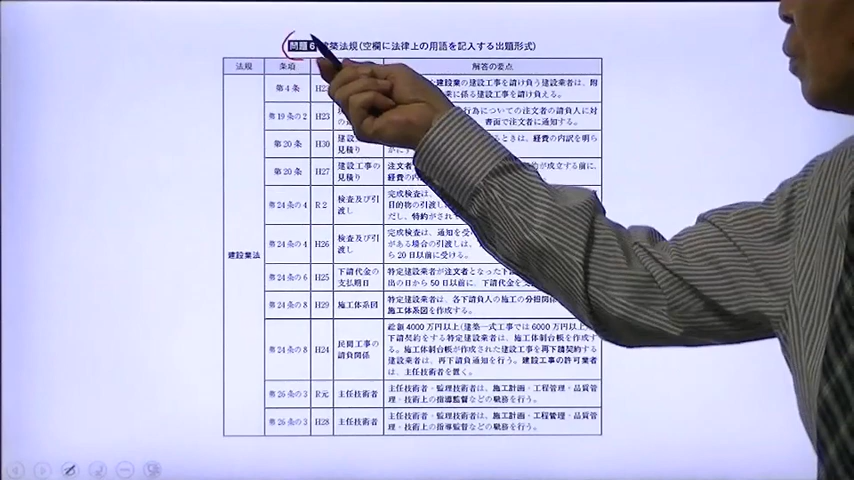 問題6 建築法規(空欄に法律上の用語を記入する出題形式)
法規 条項 解答の要点
建設業法
第4条 建設業の建設工事を請け負う建設業者は、附
に係る建設工事を請け負える。
第19条の2 H23 行為についての注文者の請負人に対
書面で注文者に通知する。
第20条 H30 建設 見積り ときは、経費の内訳を明ら
第20条 H27 建設工事の見積り 注文者 が成立する前に、
経費の内
第24条の4 R2 検査及び引渡し 完成検査は、
目的物の引渡し
だし、特約がされ
第24条の4 H26 検査及び引渡し 完成検査は、通知を受け
がある場合の引渡しは、
ら20日以前に受ける。
第24条の6 H25 下請代金の支払期日 特定建設業者が注文者となった下
出の日から50日以前に、下請代金を支
第24条の8 H29 施工体系図 特定建設業者は、各下請負人の施工の分担関係
施工体系図を作成する。
第24条の8 H24 民間工事の請負関係 総額4000万円以上(建築一式工事では6000万円以上)
下請契約をする特定建設業者は、施工体制台帳を作成す
る。施工体制台帳が作成された建設工事を再下請契約する
建設業者は、再下請負通知を行う。建設工事の許可業者
は、主任技術者を置く。
第26条の3 R元 主任技術者 主任技術者・監理技術者は、施工計画・工程管理・品質管
理・技術上の指導監督などの職務を行う。
第26条の3 H28 主任技術者 主任技術者・監理技術者は、施工計画・工程管理・品質管
理・技術上の指導監督などの職務を行う。